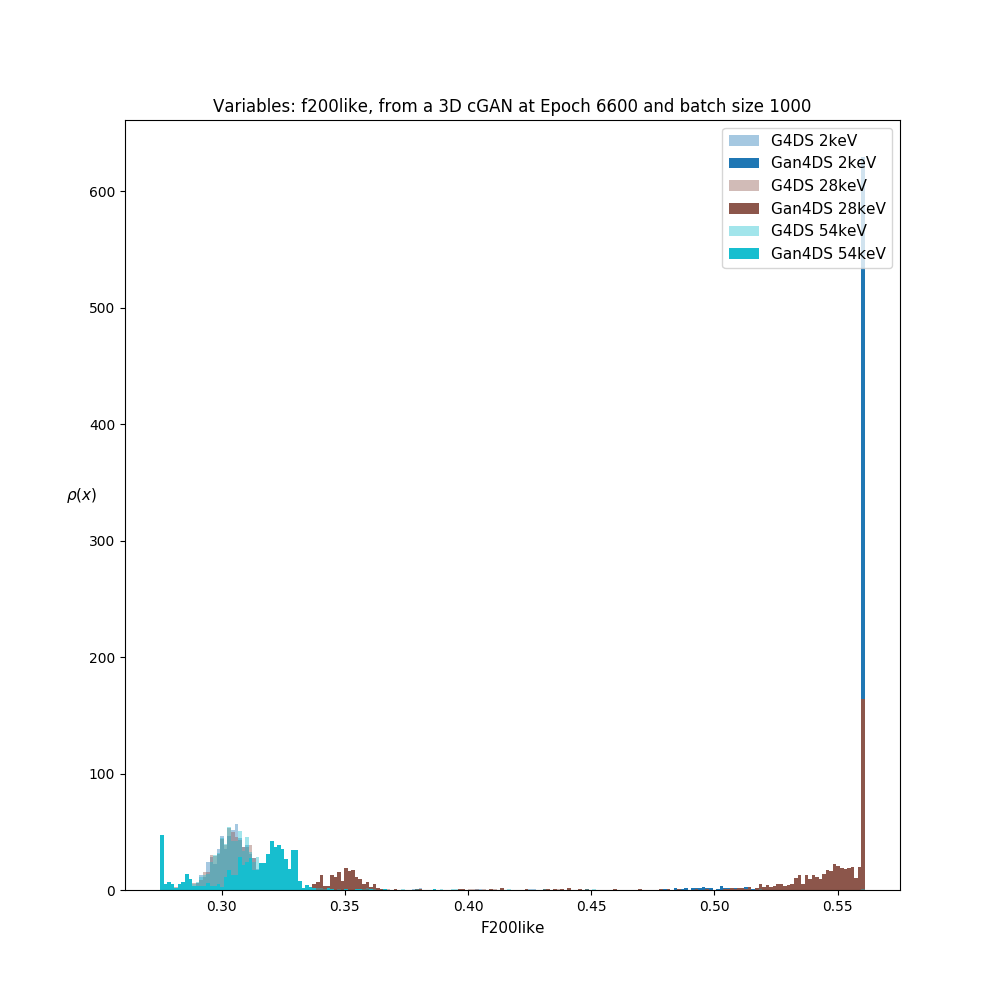 Variables: f200like, from a 3D cGAN at Epoch 6600 and batch size 1000
G4DS 2keV
Gan4DS 2keV
G4DS 28keV
Gan4DS 28keV
G4DS 54keV
Gan4DS 54keV
600
500
400
300
200
100
0
ρ(x)
0.30 0.35 0.40 0.45 0.50 0.55
F200like